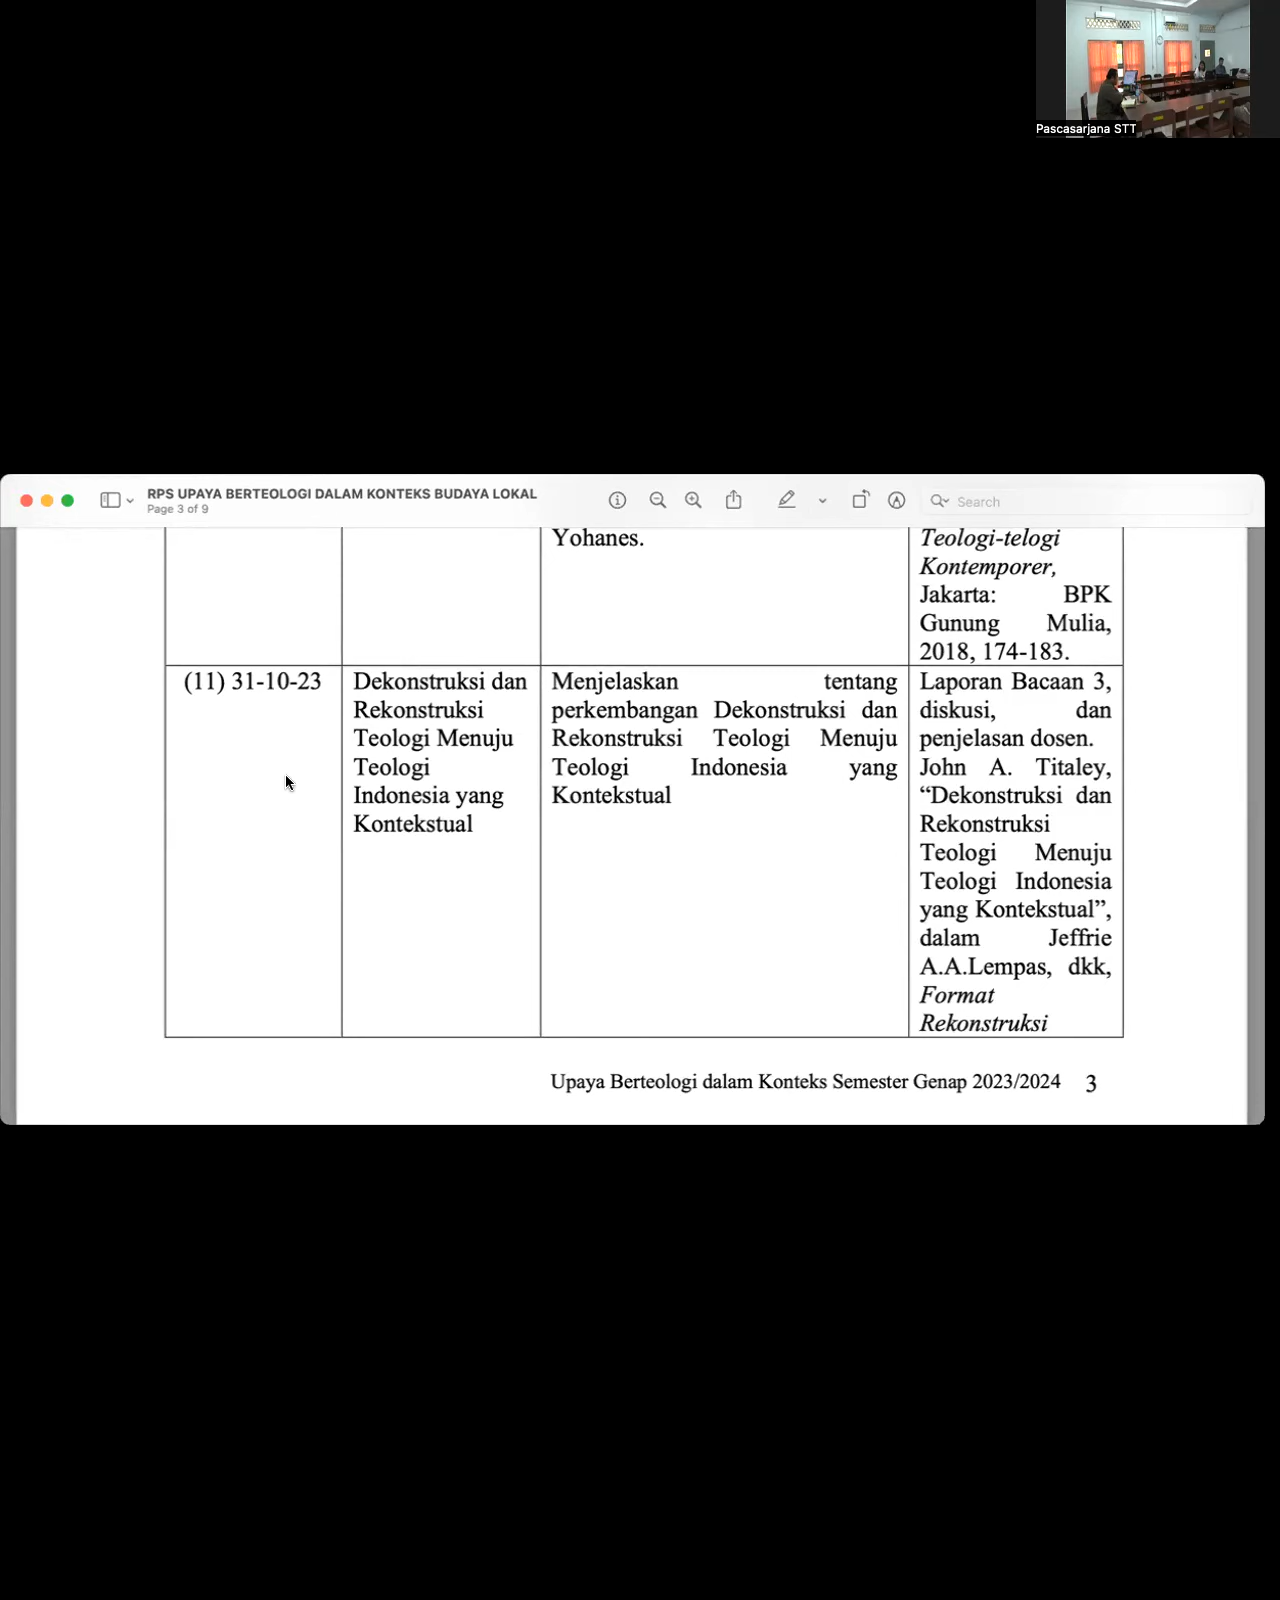 Pascasarjana STT
RPS UPAYA BERTEOLOGI DALAM KONTEKS BUDAYA LOKAL
Page 3 of 9
Search
Yohanes.
Teologi-telogi
Kontemporer,
Jakarta: BPK
Gunung Mulia,
2018, 174-183.
(11) 31-10-23
Dekonstruksi dan
Rekonstruksi
Teologi Menuju
Teologi
Indonesia yang
Kontekstual
Menjelaskan tentang
perkembangan Dekonstruksi dan
Rekonstruksi Teologi Menuju
Teologi Indonesia yang
Kontekstual
Laporan Bacaan 3,
diskusi, dan
penjelasan dosen.
John A. Titaley,
“Dekonstruksi dan
Rekonstruksi
Teologi Menuju
Teologi Indonesia
yang Kontekstual”,
dalam Jeffrie
A.A.Lempas, dkk,
Format
Rekonstruksi
Upaya Berteologi dalam Konteks Semester Genap 2023/2024 3